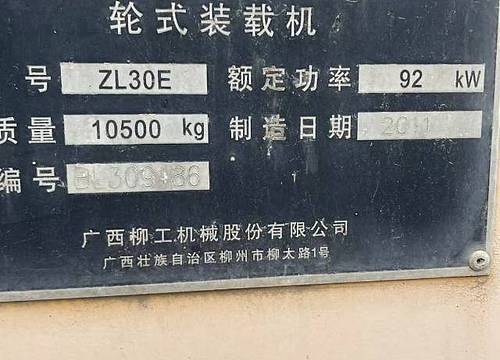 轮式装载机
号 ZL30E 额定功率 92 kW
质量 10500 kg 制造日期 2011
编号
广西柳工机械股份有限公司
广西壮族自治区柳州市柳太路1号